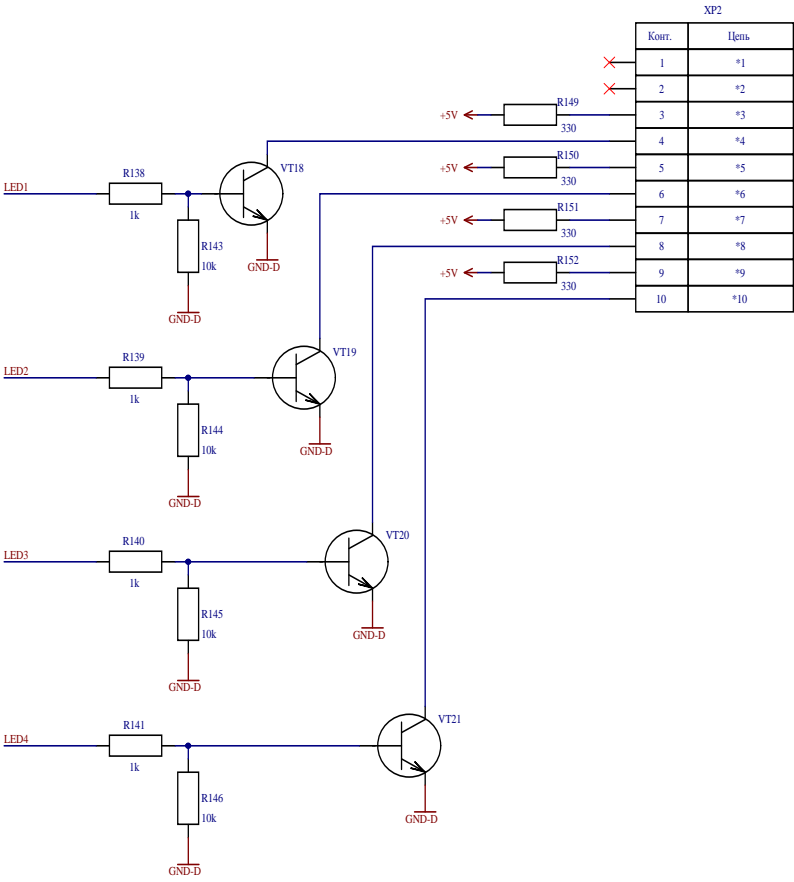 XP2
Конт. Цепь
1 *1
2 *2
R149
+5V 3 *3
330
4 *4
R150
+5V 5 *5
330
6 *6
R151
+5V 7 *7
330
8 *8
R152
+5V 9 *9
330
10 *10
R138 VT18
LED1
1k
R143
10k
GND-D
GND-D
R139 VT19
LED2
1k
R144
10k
GND-D
GND-D
R140 VT20
LED3
1k
R145
10k
GND-D
GND-D
R141 VT21
LED4
1k
R146
10k
GND-D
GND-D